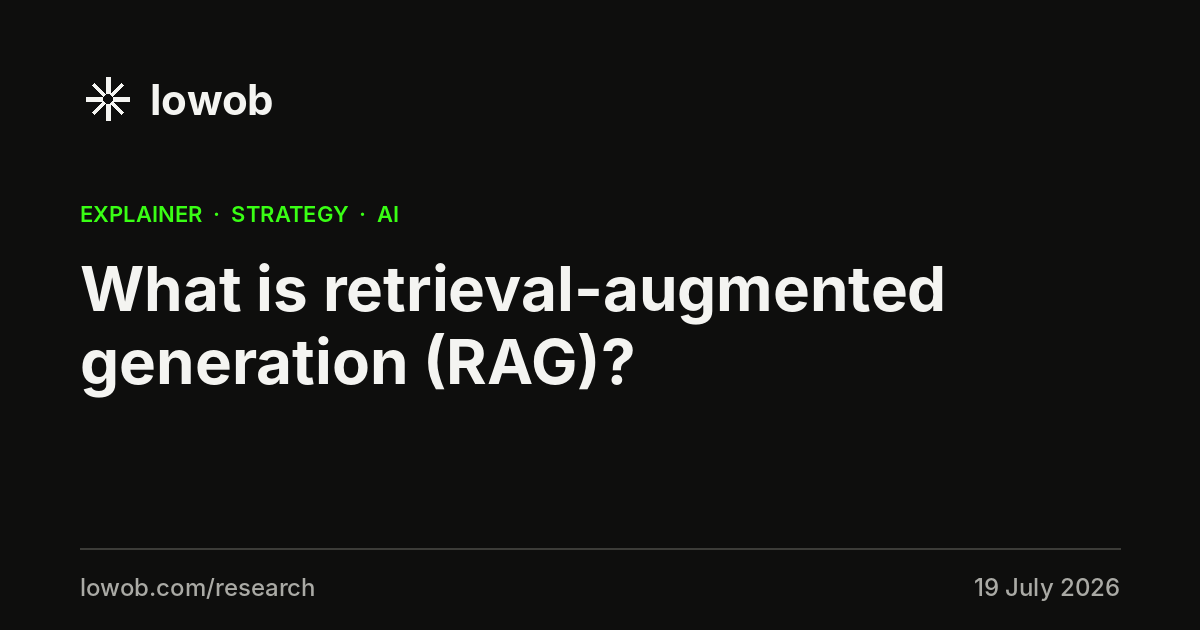 lowob
EXPLAINER · STRATEGY · AI
What is retrieval-augmented
generation (RAG)?
lowob.com/research
19 July 2026